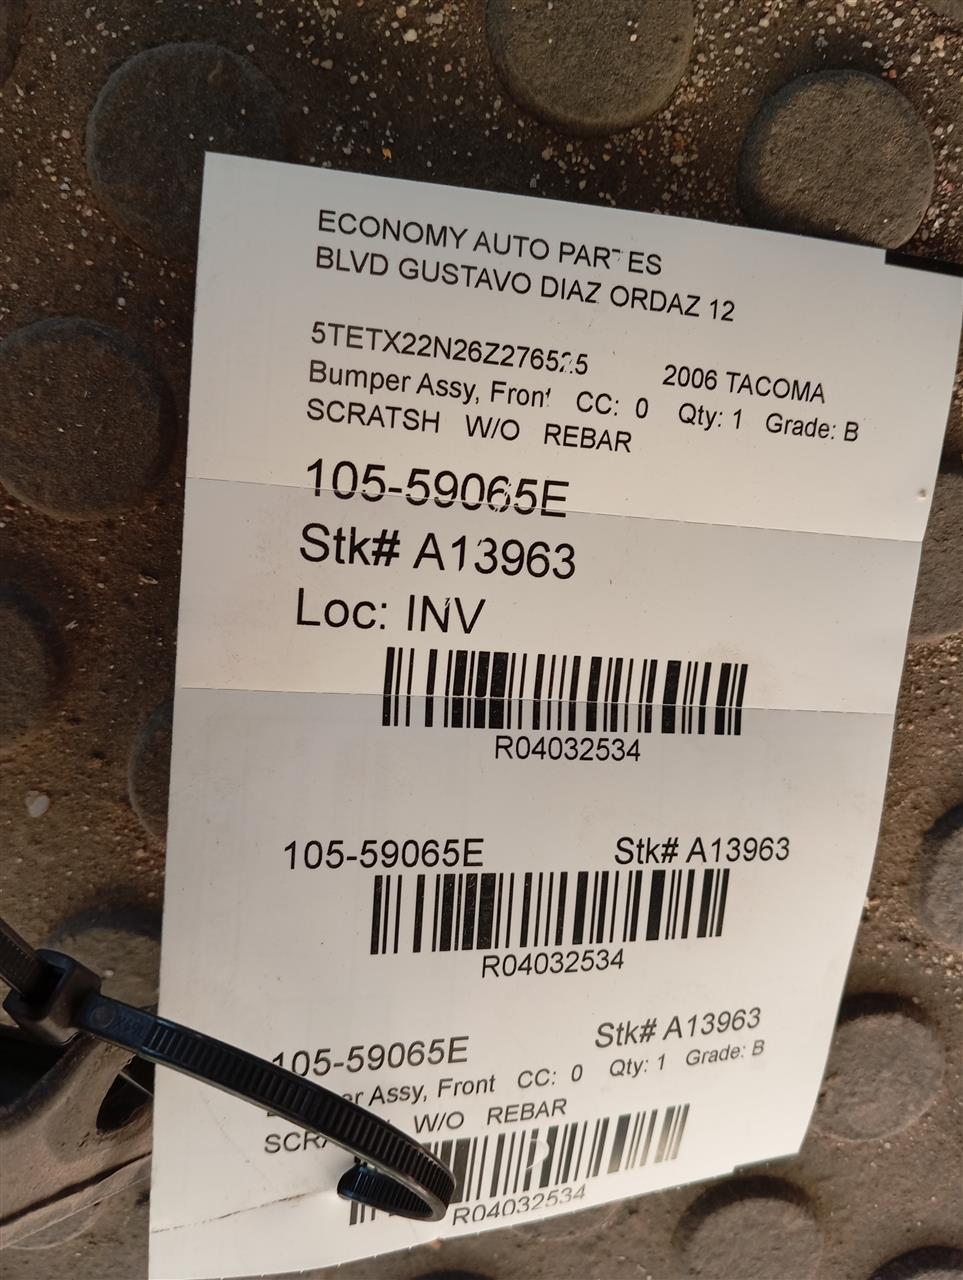 ECONOMY AUTO PARTES
BLVD GUSTAVO DIAZ ORDAZ 12
2006 TACOMA
Bumper Assy, Front CC: 0 Qty: 1 Grade: B
SCRATSH W/O REBAR
105-59065E
Stk# A13963
Loc: INV
R04032534
105-59065E Stk# A13963
R04032534
105-59065E Stk# A13963
Assy, Front CC: 0 Qty: 1 Grade: B
W/O REBAR
R04032534